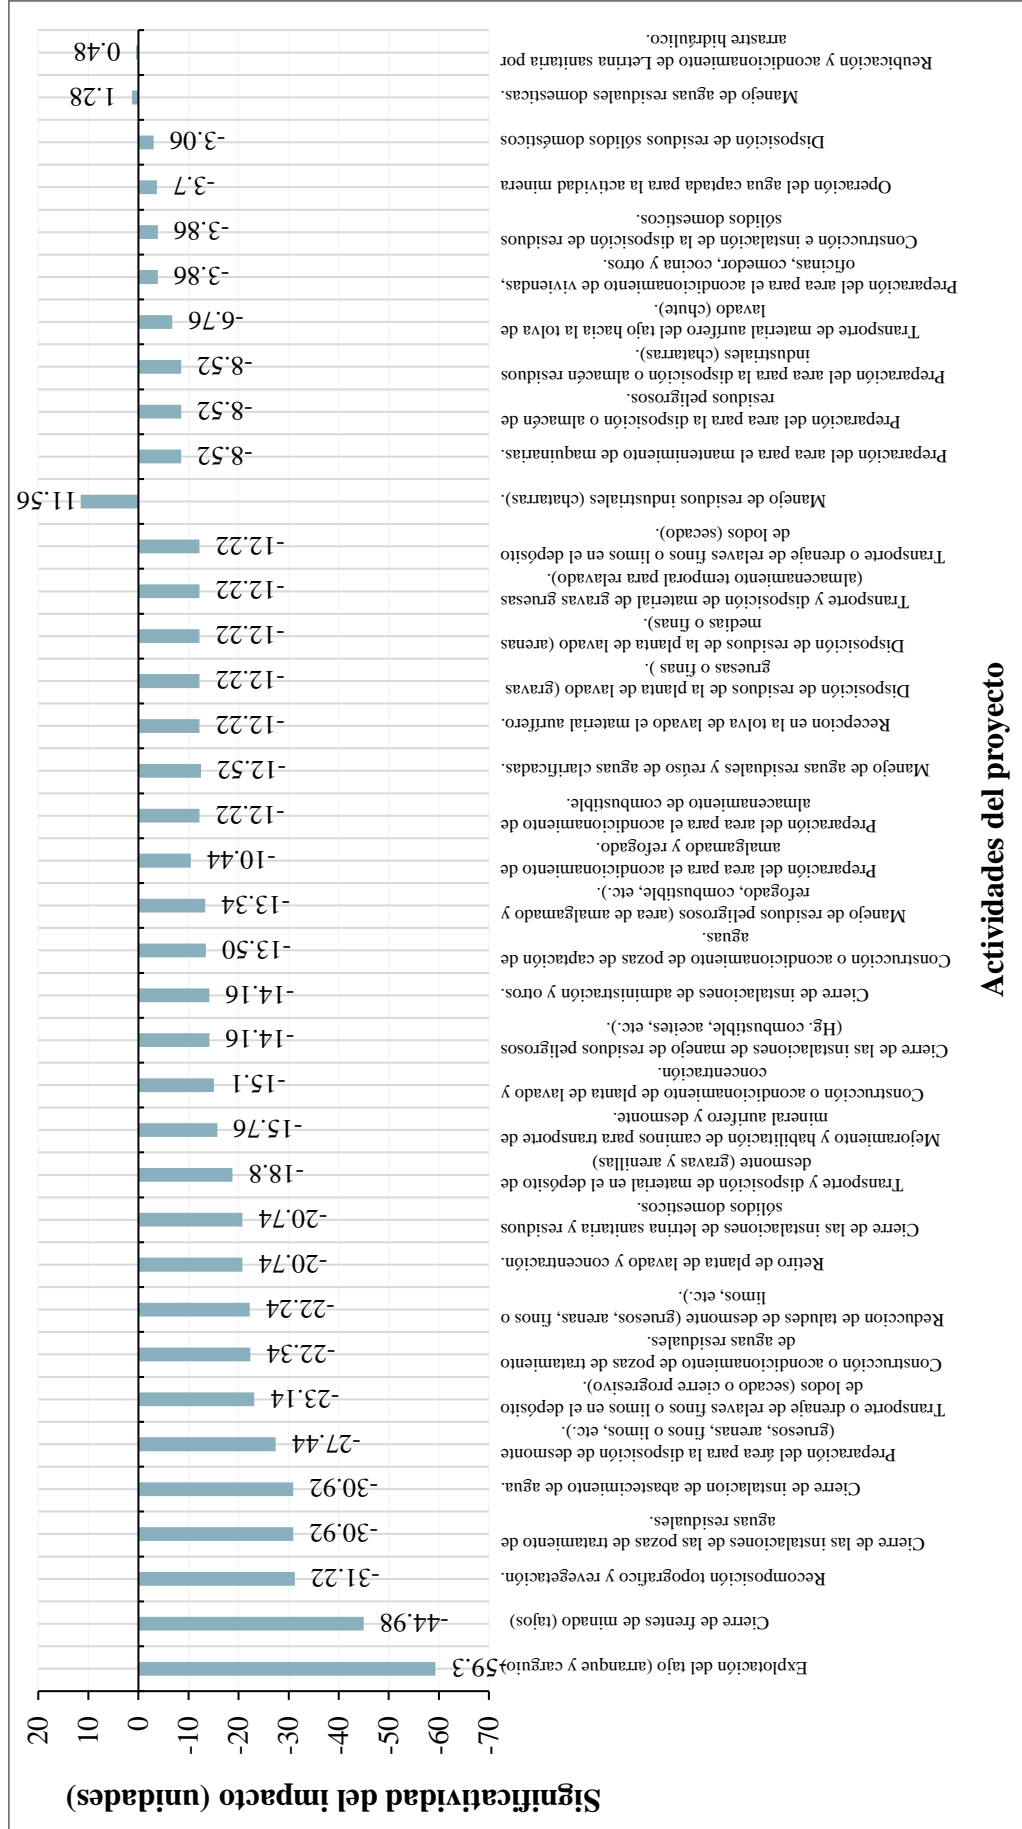 Significatividad del impacto (unidades)
20
10
0
-10
-20
-30
-40
-50
-60
-70
Explotación del tajo (arranque y carguio)
-59.3
Cierre de frentes de minado (tajos)
-44.98
Recomposición topografico y revegetación.
-31.22
Cierre de las instalaciones de las pozas de tratamiento de
aguas residuales.
-30.92
Cierre de instalacion de abastecimiento de agua.
-30.92
Preparación del área para la disposición de desmonte
(gruesos, arenas, finos o limos, etc.).
-27.44
Transporte o drenaje de relaves finos o limos en el depósito
de lodos (secado o cierre progresivo).
-23.14
Construcción o acondicionamiento de pozas de tratamiento
de aguas residuales.
-22.34
Reduccion de taludes de desmonte (gruesos, arenas, finos o
limos, etc.).
-22.24
Retiro de planta de lavado y concentración.
-20.74
Cierre de las instalaciones de letrina sanitaria y residuos
sólidos domesticos.
-20.74
Transporte y disposición de material en el depósito de
desmonte (gravas y arenillas)
-18.8
Mejoramiento y habilitación de caminos para transporte de
mineral aurífero y desmonte.
-15.76
Construcción o acondicionamiento de planta de lavado y
concentración.
-15.1
Cierre de las instalaciones de manejo de residuos peligrosos
(Hg. combustible, aceites, etc.).
-14.16
Cierre de instalaciones de administración y otros.
-14.16
Construcción o acondicionamiento de pozas de captación de
aguas.
-13.50
Manejo de residuos peligrosos (area de amalgamado y
refogado, combustible, etc.).
-13.34
Preparación del area para el acondicionamiento de
amalgamado y refogado.
-10.44
Preparación del area para el acondicionamiento de
almacenamiento de combustible.
-12.22
Manejo de aguas residuales y reúso de aguas clarificadas.
-12.52
Recepcion en la tolva de lavado el material aurífero.
-12.22
Disposición de residuos de la planta de lavado (gravas
gruesas o finas ).
-12.22
Disposición de residuos de la planta de lavado (arenas
medias o finas).
-12.22
Transporte y disposición de material de gravas gruesas
(almacenamiento temporal para relavado).
-12.22
Transporte o drenaje de relaves finos o limos en el depósito
de lodos (secado).
-12.22
Manejo de residuos industriales (chatarras).
11.56
Preparación del area para el mantenimiento de maquinarias.
-8.52
Preparación del area para la disposición o almacén de
residuos peligrosos.
-8.52
Preparación del area para la disposición o almacén residuos
industriales (chatarras).
-8.52
Transporte de material aurífero del tajo hacia la tolva de
lavado (chute).
-6.76
Preparación del area para el acondicionamiento de viviendas,
oficinas, comedor, cocina y otros.
-3.86
Construcción e instalación de la disposición de residuos
sólidos domesticos.
-3.86
Operación del agua captada para la actividad minera
-3.7
Disposición de residuos sólidos domésticos
-3.06
Manejo de aguas residuales domesticas.
1.28
Reubicación y acondicionamiento de Letrina sanitaria por
arrastre hidráulico.
0.48
Actividades del proyecto